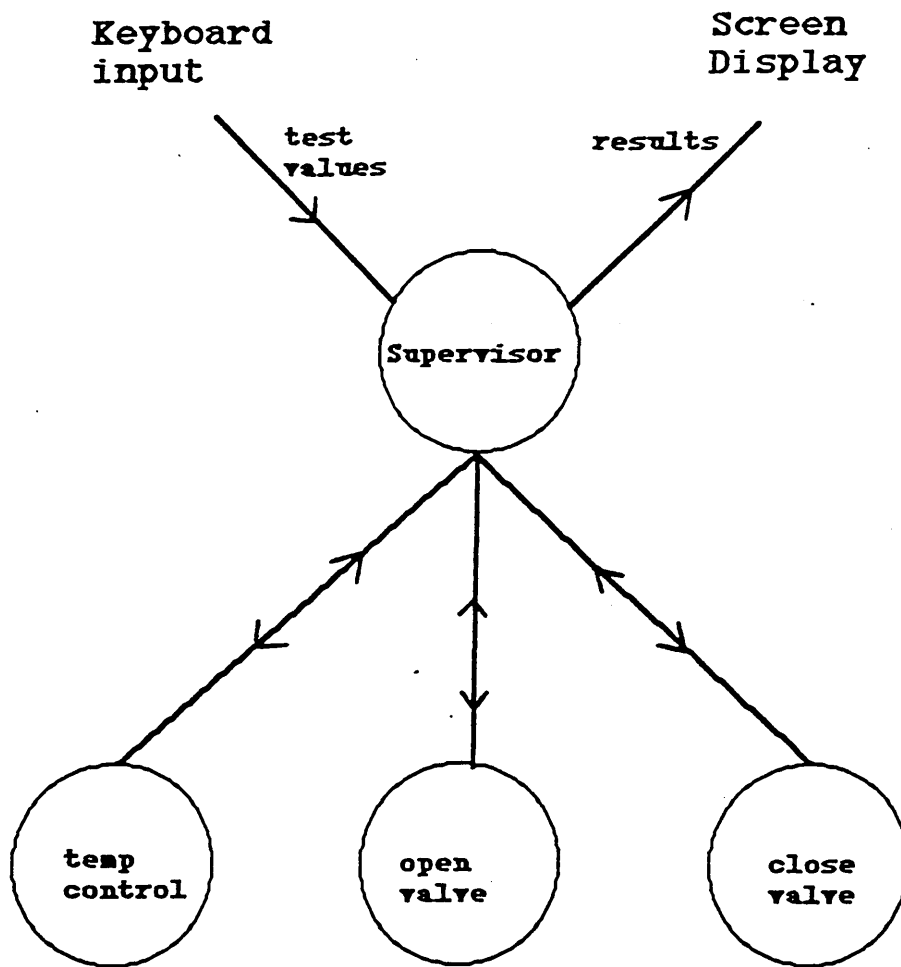 Keyboard
input
Screen
Display
test
values
results
Supervisor
temp
control
open
valve
close
valve